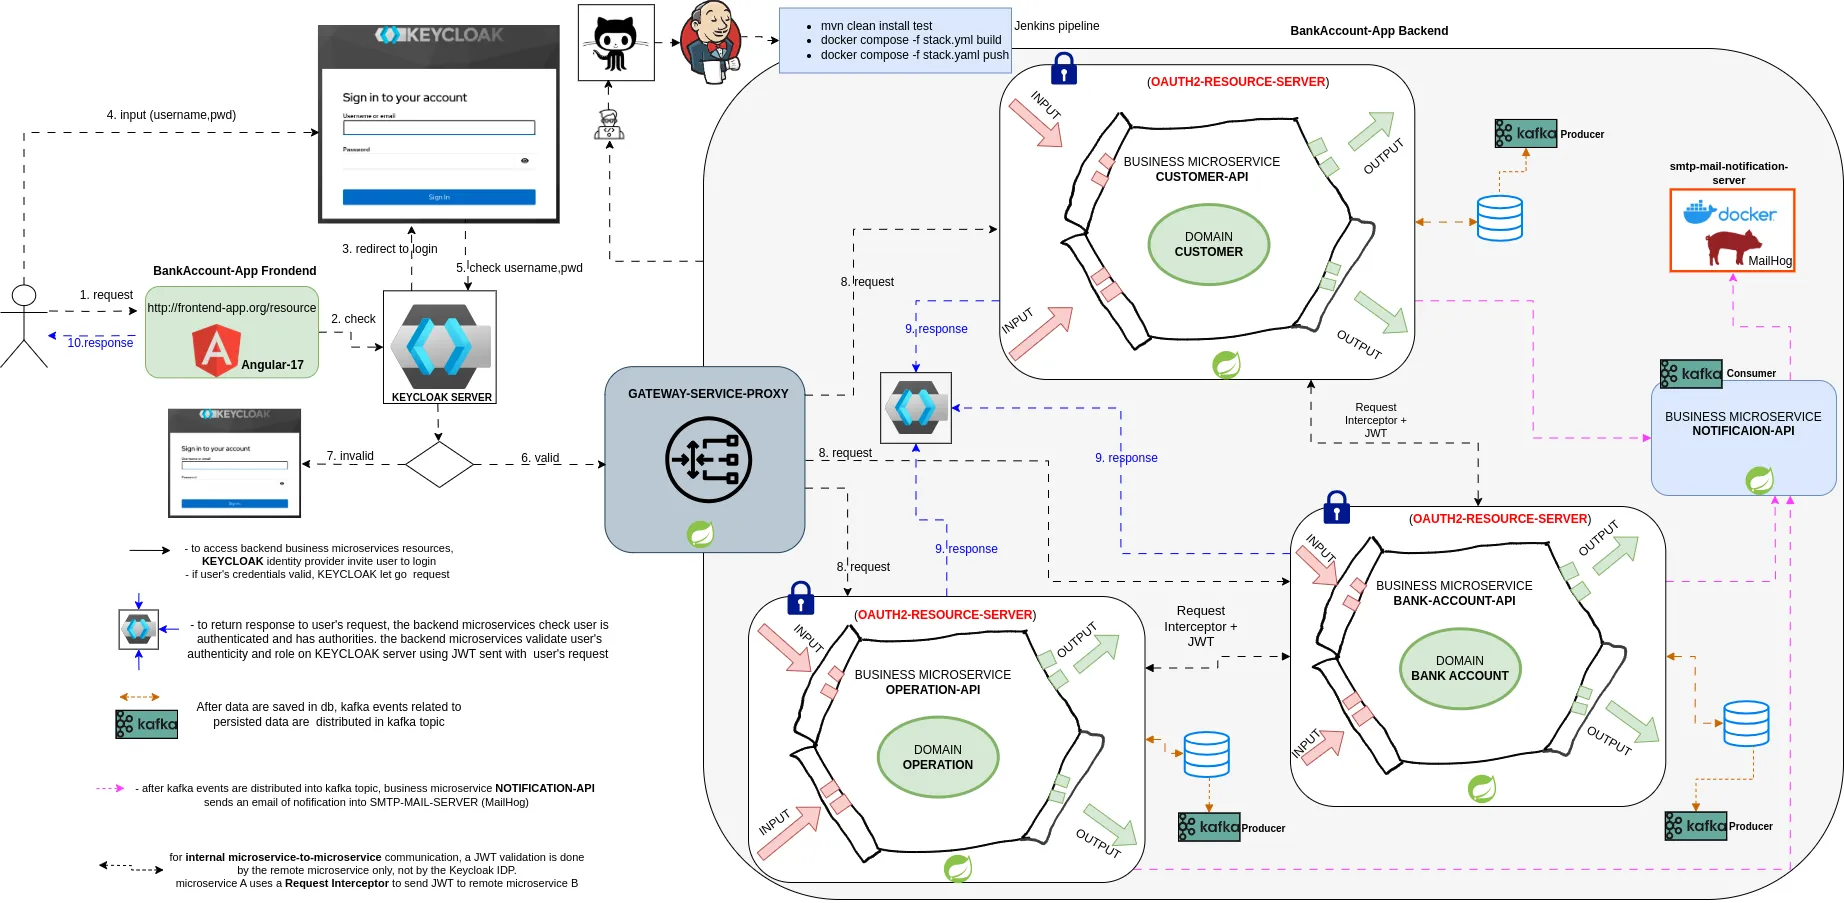 mvn clean install test
docker compose -f stack.yml build
docker compose -f stack.yaml push
Jenkins pipeline
BankAccount-App Backend
KEYCLOAK
Sign in to your account
Username or email
Password
Sign In
4. input (username,pwd)
3. redirect to login
5. check username,pwd
BankAccount-App Frondend
1. request
http://frontend-app.org/resource
Angular-17
10.response
2. check
KEYCLOAK SERVER
KEYCLOAK
Sign in to your account
Username or email
Password
Sign In
7. invalid
6. valid
GATEWAY-SERVICE-PROXY
8. request
8. request
8. request
9. response
9. response
9. response
(OAUTH2-RESOURCE-SERVER)
INPUT
OUTPUT
BUSINESS MICROSERVICE
CUSTOMER-API
DOMAIN
CUSTOMER
INPUT
OUTPUT
kafka Producer
smtp-mail-notification-
server
docker
MailHog
kafka Consumer
BUSINESS MICROSERVICE
NOTIFICAION-API
Request
Interceptor +
JWT
(OAUTH2-RESOURCE-SERVER)
INPUT
OUTPUT
BUSINESS MICROSERVICE
BANK-ACCOUNT-API
DOMAIN
BANK ACCOUNT
INPUT
OUTPUT
kafka Producer
Request
Interceptor +
JWT
(OAUTH2-RESOURCE-SERVER)
INPUT
OUTPUT
BUSINESS MICROSERVICE
OPERATION-API
DOMAIN
OPERATION
INPUT
OUTPUT
kafka Producer
- to access backend business microservices resources,
KEYCLOAK identity provider invite user to login
- if user's credentials valid, KEYCLOAK let go request
- to return response to user's request, the backend microservices check user is
authenticated and has authorities. the backend microservices validate user's
authenticity and role on KEYCLOAK server using JWT sent with user's request
kafka
After data are saved in db, kafka events related to
persisted data are distributed in kafka topic
- after kafka events are distributed into kafka topic, business microservice NOTIFICATION-API
sends an email of nofification into SMTP-MAIL-SERVER (MailHog)
for internal microservice-to-microservice communication, a JWT validation is done
by the remote microservice only, not by the Keycloak IDP.
microservice A uses a Request Interceptor to send JWT to remote microservice B